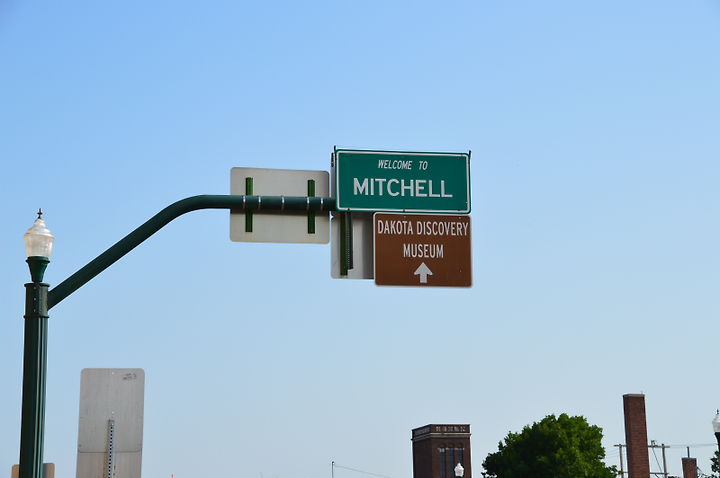 WELCOME TO
MITCHELL
DAKOTA DISCOVERY
MUSEUM